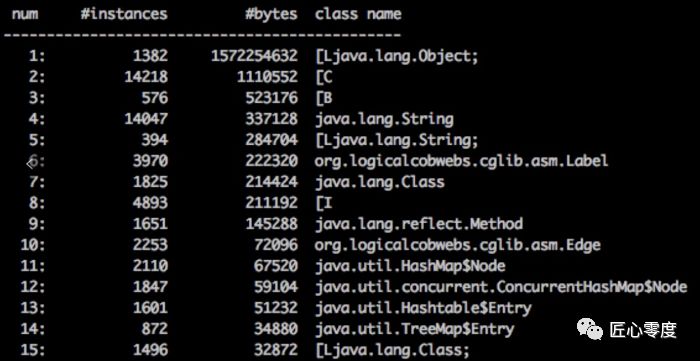 num #instances #bytes class name
----------------------------------------------
1: 1382 1572254632 [Ljava.lang.Object;
2: 14218 1110552 [C
3: 576 523176 [B
4: 14047 337128 java.lang.String
5: 394 284704 [Ljava.lang.String;
6: 3970 222320 org.logicalcobwebs.cglib.asm.Label
7: 1825 214424 java.lang.Class
8: 4893 211192 [I
9: 1651 145288 java.lang.reflect.Method
10: 2253 72096 org.logicalcobwebs.cglib.asm.Edge
11: 2110 67520 java.util.HashMap$Node
12: 1847 59104 java.util.concurrent.ConcurrentHashMap$Node
13: 1601 51232 java.util.Hashtable$Entry
14: 872 34880 java.util.TreeMap$Entry
15: 1496 32872 [Ljava.lang.Class;
匠心零度